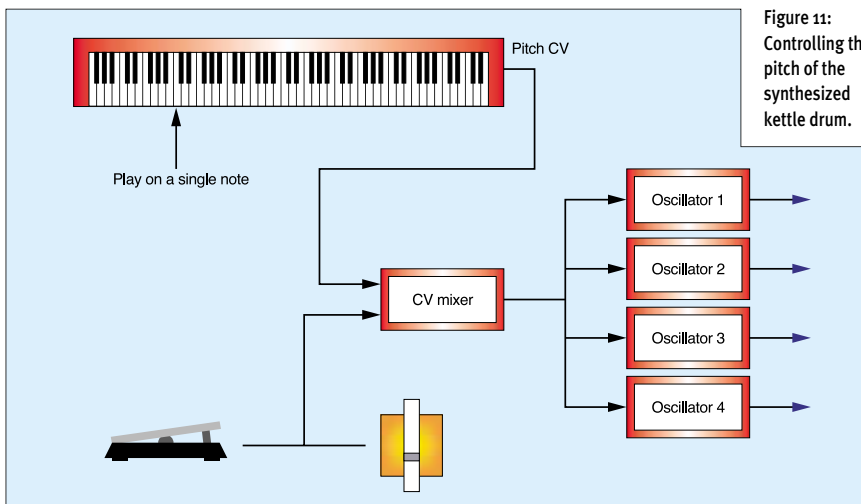 Figure 11:
Controlling
pitch of the
synthesized
kettle drum.
Pitch CV
Play on a single note
CV mixer
Oscillator 1
Oscillator 2
Oscillator 3
Oscillator 4